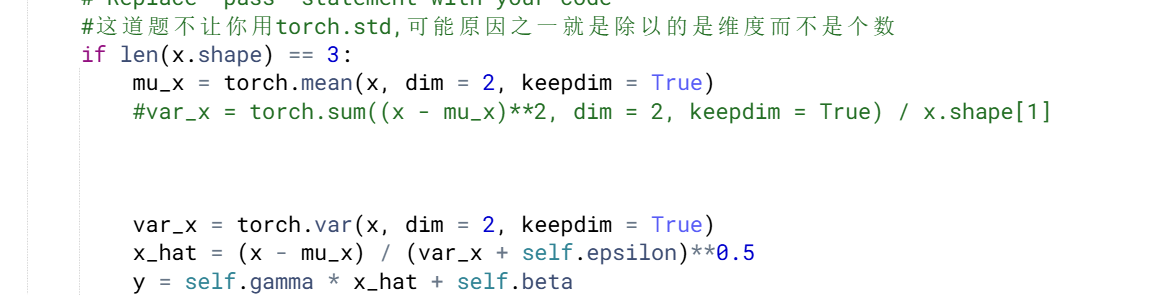 # Replace "pass" statement with your code
#这道题不让你用torch.std,可能原因之一就是除以的是维度而不是个数
if len(x.shape) == 3:
mu_x = torch.mean(x, dim = 2, keepdim = True)
#var_x = torch.sum((x - mu_x)**2, dim = 2, keepdim = True) / x.shape[1]
var_x = torch.var(x, dim = 2, keepdim = True)
x_hat = (x - mu_x) / (var_x + self.epsilon)**0.5
y = self.gamma * x_hat + self.beta